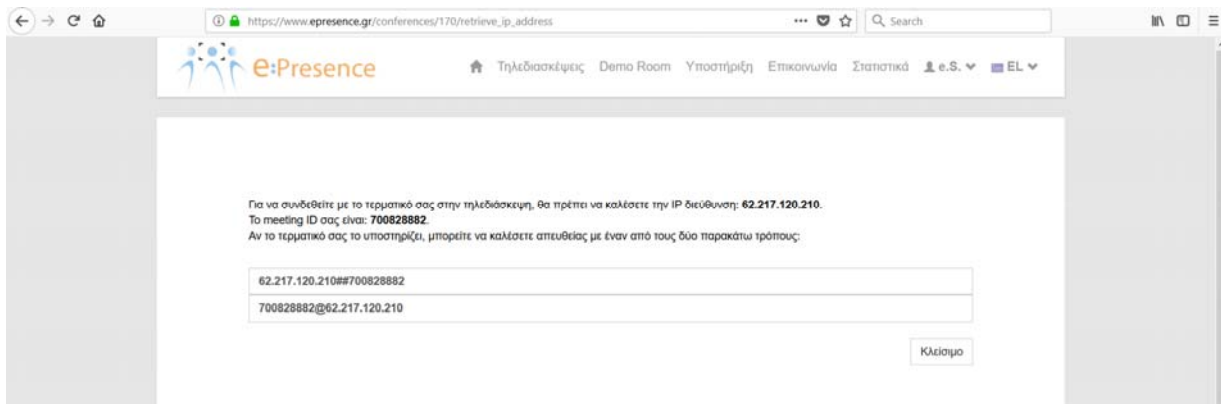 https://www.epresence.gr/conferences/170/retrieve_ip_address
Search
e:Presence
Τηλεδιασκέψεις Demo Room Υποστήριξη Επικοινωνία Στατιστικά e.S. EL
Για να συνδεθείτε με το τερματικό σας στην τηλεδιάσκεψη, θα πρέπει να καλέσετε την IP διεύθυνση: 62.217.120.210.
Το meeting ID σας είναι: 700828882.
Αν το τερματικό σας το υποστηρίζει, μπορείτε να καλέσετε απευθείας με έναν από τους δύο παρακάτω τρόπους:
62.217.120.210##700828882
700828882@62.217.120.210
Κλείσιμο